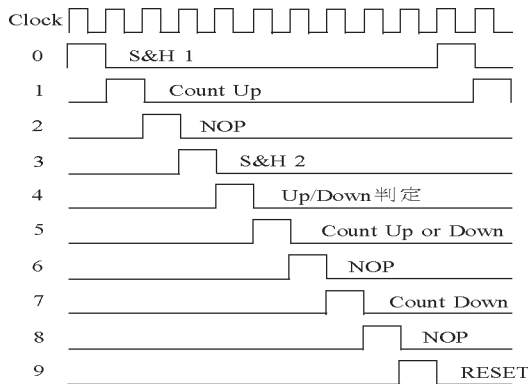 Clock
0 S&H 1
1 Count Up
2 NOP
3 S&H 2
4 Up/Down判定
5 Count Up or Down
6 NOP
7 Count Down
8 NOP
9 RESET